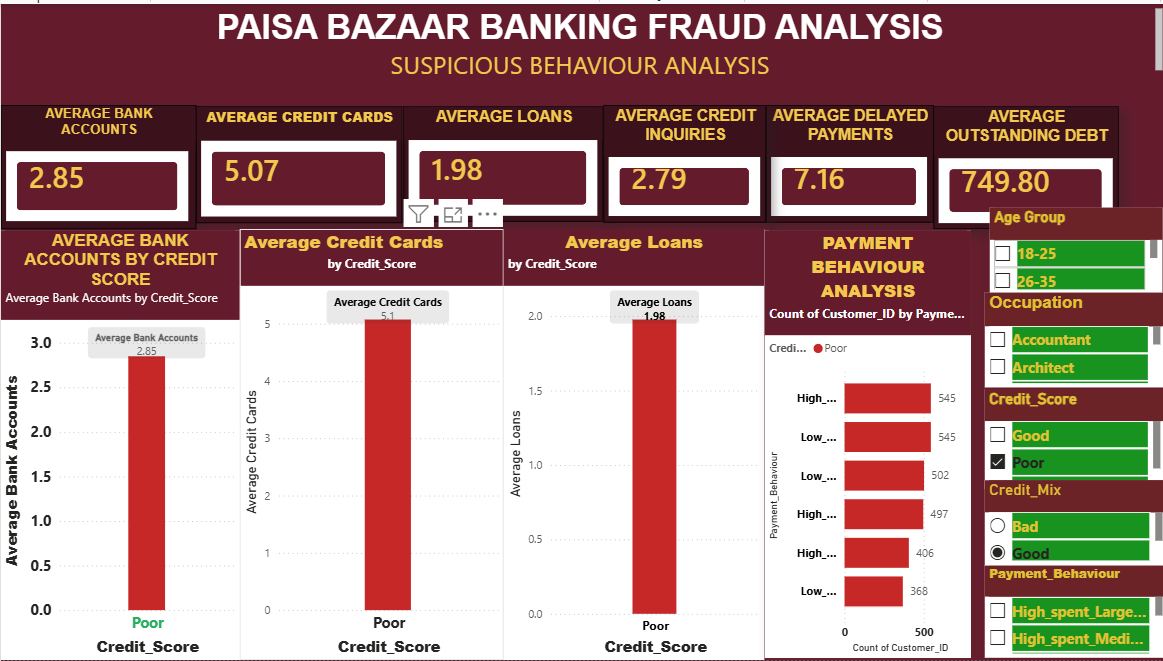 PAISA BAZAAR BANKING FRAUD ANALYSIS
SUSPICIOUS BEHAVIOUR ANALYSIS
AVERAGE BANK
ACCOUNTS
2.85
AVERAGE CREDIT CARDS
5.07
AVERAGE LOANS
1.98
AVERAGE CREDIT
INQUIRIES
2.79
AVERAGE DELAYED
PAYMENTS
7.16
AVERAGE
OUTSTANDING DEBT
749.80
AVERAGE BANK
ACCOUNTS BY CREDIT
SCORE
Average Bank Accounts by Credit_Score
Average Bank Accounts
2.85
3.0
2.5
2.0
1.5
1.0
0.5
0.0
Average Bank Accounts
Poor
Credit_Score
Average Credit Cards
by Credit_Score
Average Credit Cards
5.1
5
4
3
2
1
0
Average Credit Cards
Poor
Credit_Score
Average Loans
by Credit_Score
Average Loans
1.98
2.0
1.5
1.0
0.5
0.0
Average Loans
Poor
Credit_Score
PAYMENT
BEHAVIOUR
ANALYSIS
Count of Customer_ID by Payme...
Credi... Poor
High_... 545
Low_... 545
Low_... 502
High_... 497
High_... 406
Low_... 368
Payment_Behaviour
0 500
Count of Customer_ID
Age Group
18-25
26-35
Occupation
Accountant
Architect
Credit_Score
Good
Poor
Credit_Mix
Bad
Good
Payment_Behaviour
High_spent_Large...
High_spent_Medi...